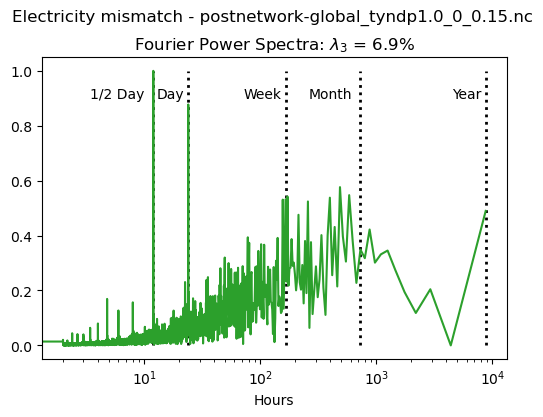 Electricity mismatch - postnetwork-global_tyndp1.0_0_0.15.nc
Fourier Power Spectra: λ₃ = 6.9%
1/2 Day Day Week Month Year
1.0
0.8
0.6
0.4
0.2
0.0
10¹ 10² 10³ 10⁴
Hours